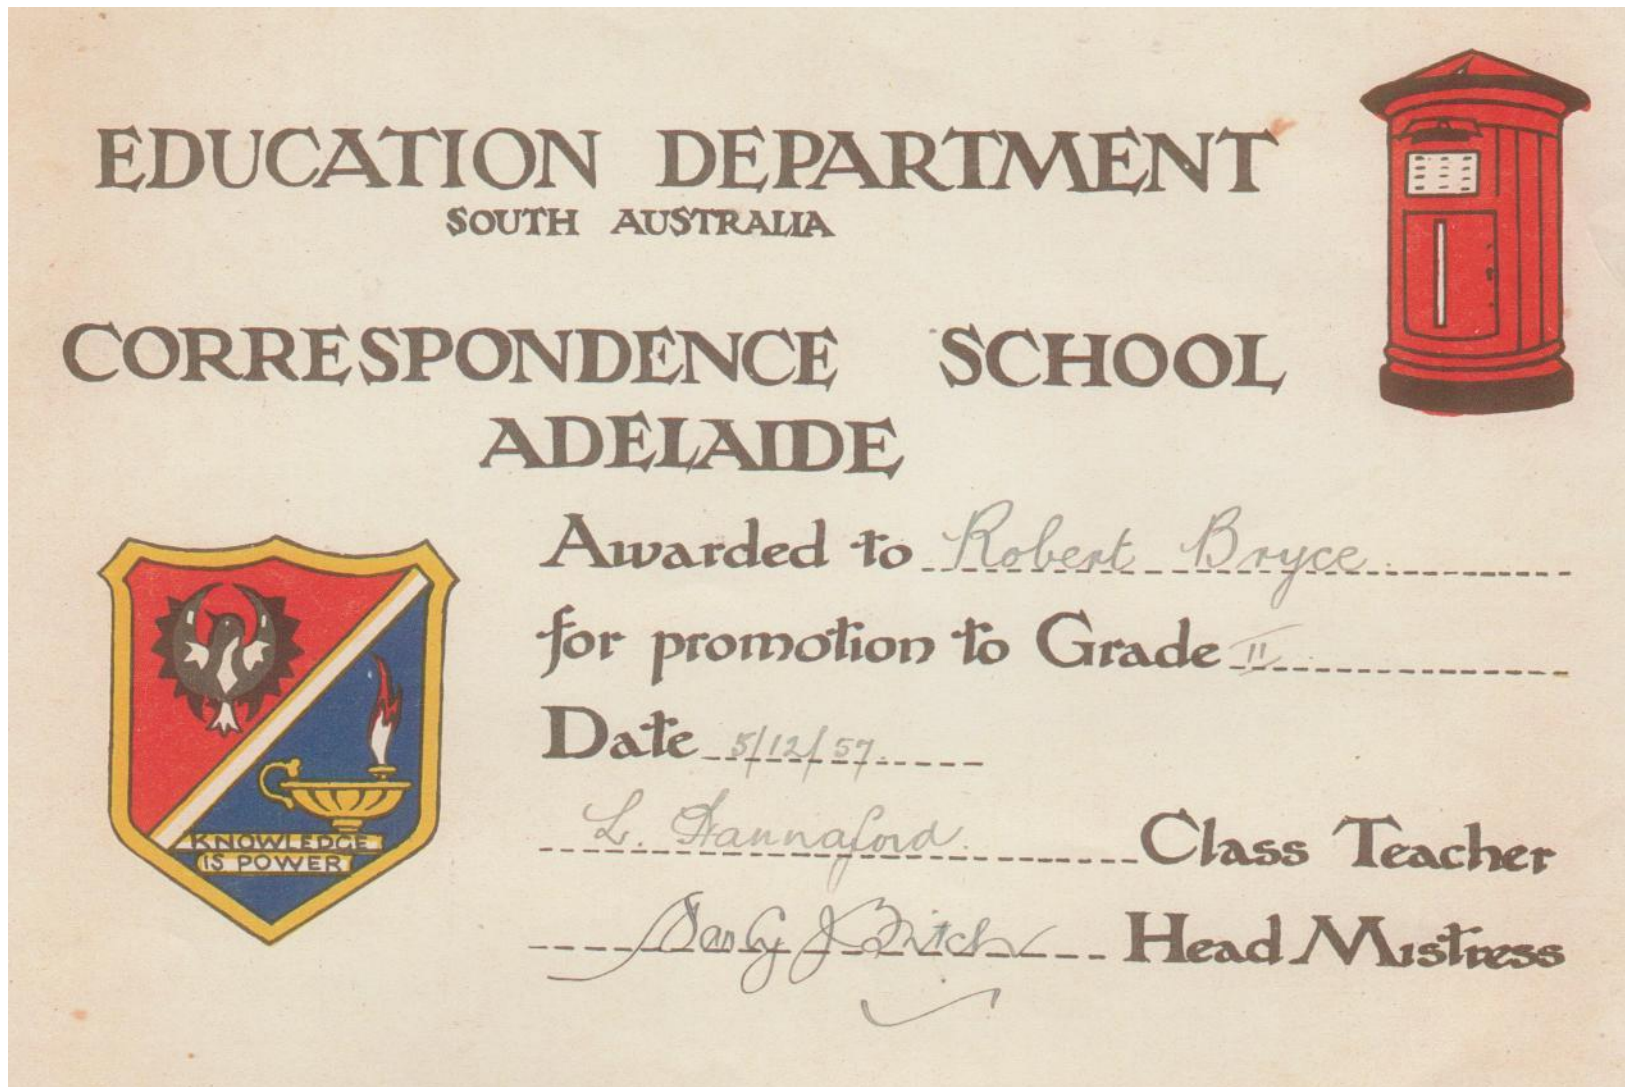 EDUCATION DEPARTMENT
SOUTH AUSTRALIA
CORRESPONDENCE SCHOOL
ADELAIDE
Awarded to Robert Bryce
for promotion to Grade II
Date 5/12/57
L. Hannaford Class Teacher
Head Mistress
KNOWLEDGE
IS POWER